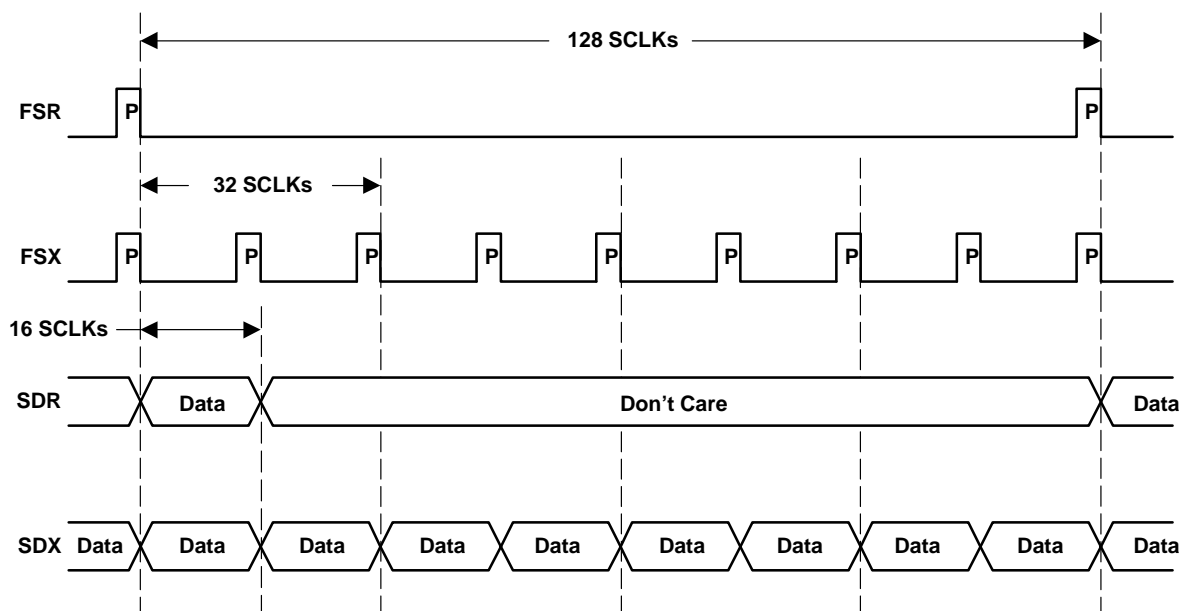 128 SCLKs
FSR P P
32 SCLKs
FSX P P P P P P P P P
16 SCLKs
SDR Data Don't Care Data
SDX Data Data Data Data Data Data Data Data Data Data